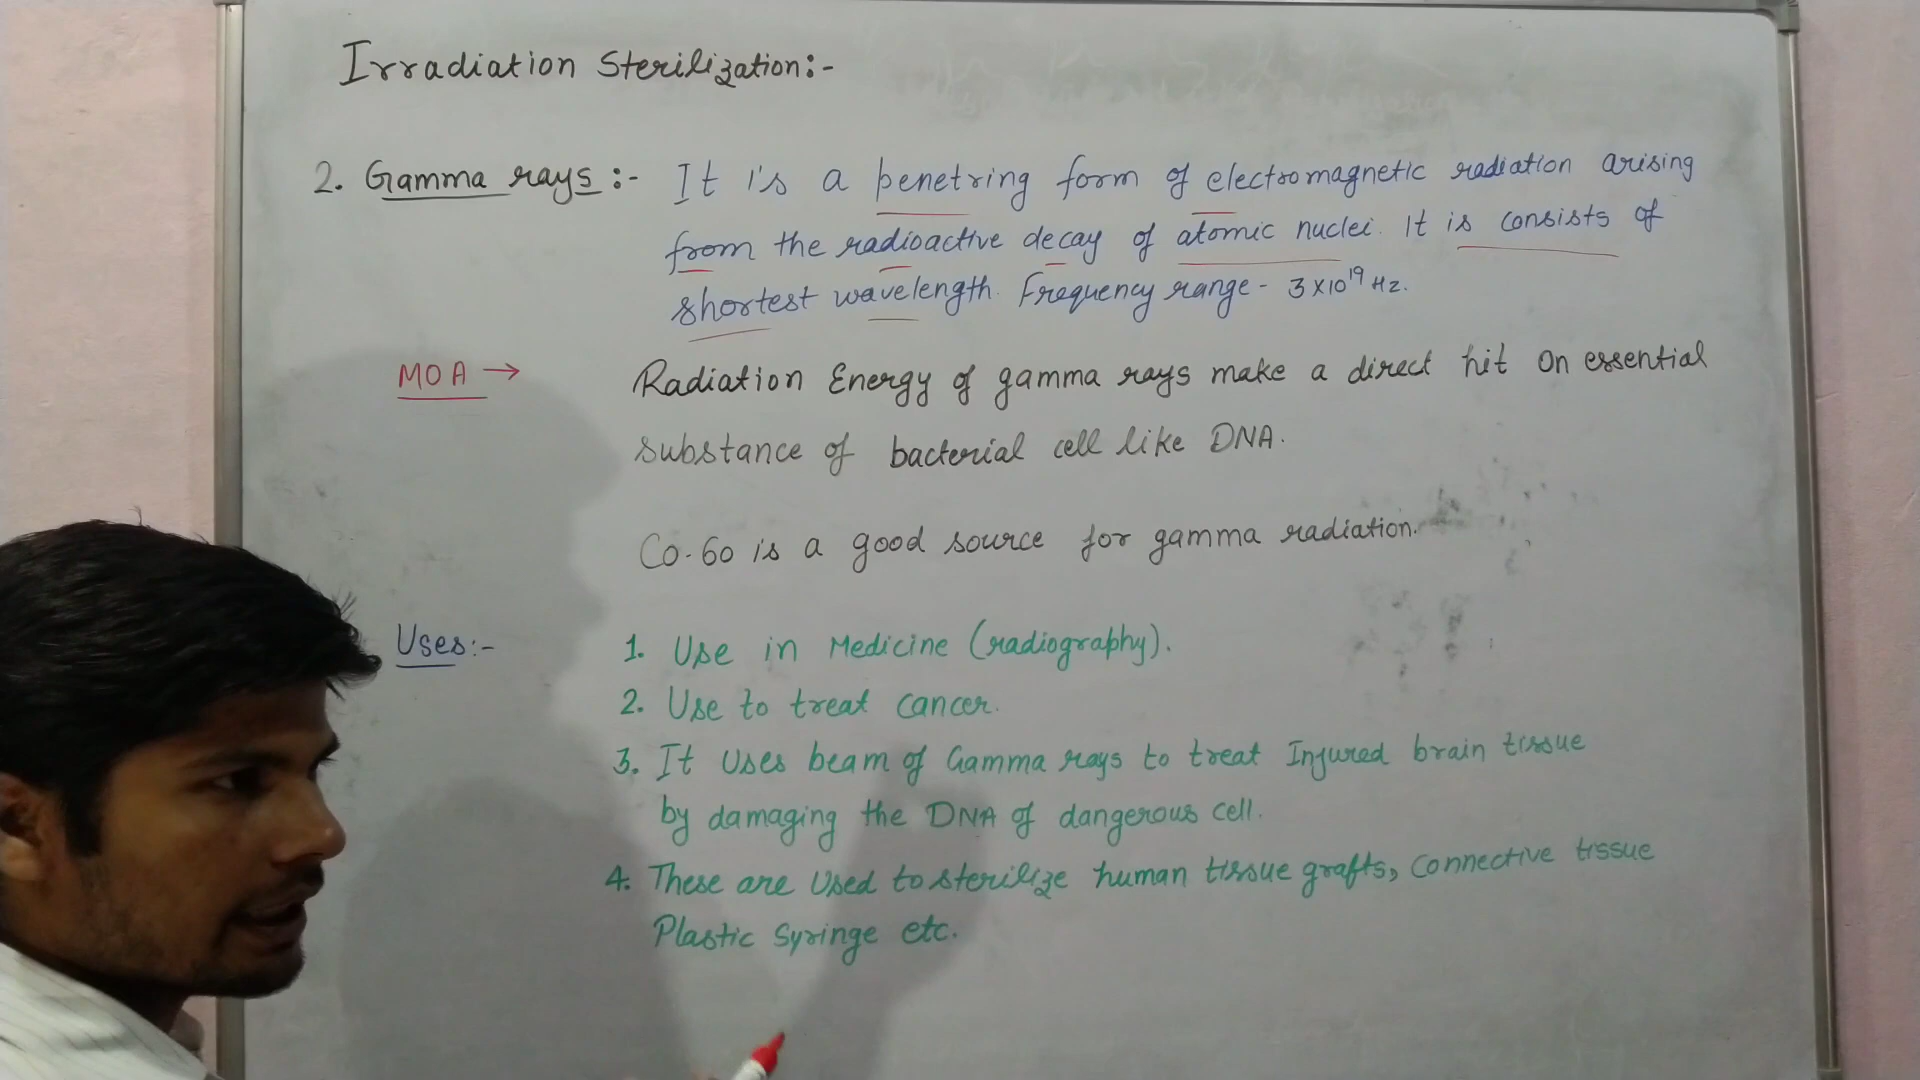 Irradiation Sterilization:-
2. Gamma rays :- It is a penetring form of electromagnetic radiation arising
from the radioactive decay of atomic nuclei. It is consists of
shortest wavelength. Frequency range - 3x10¹⁹ Hz.
MOA → Radiation Energy of gamma rays make a direct hit on essential
substance of bacterial cell like DNA.
Co-60 is a good source for gamma radiation.
Uses:- 1. Use in Medicine (radiography).
2. Use to treat cancer.
3. It uses beam of Gamma rays to treat Injured brain tissue
by damaging the DNA of dangerous cell.
4. These are used to sterilize human tissue grafts, connective tissue
Plastic Syringe etc.